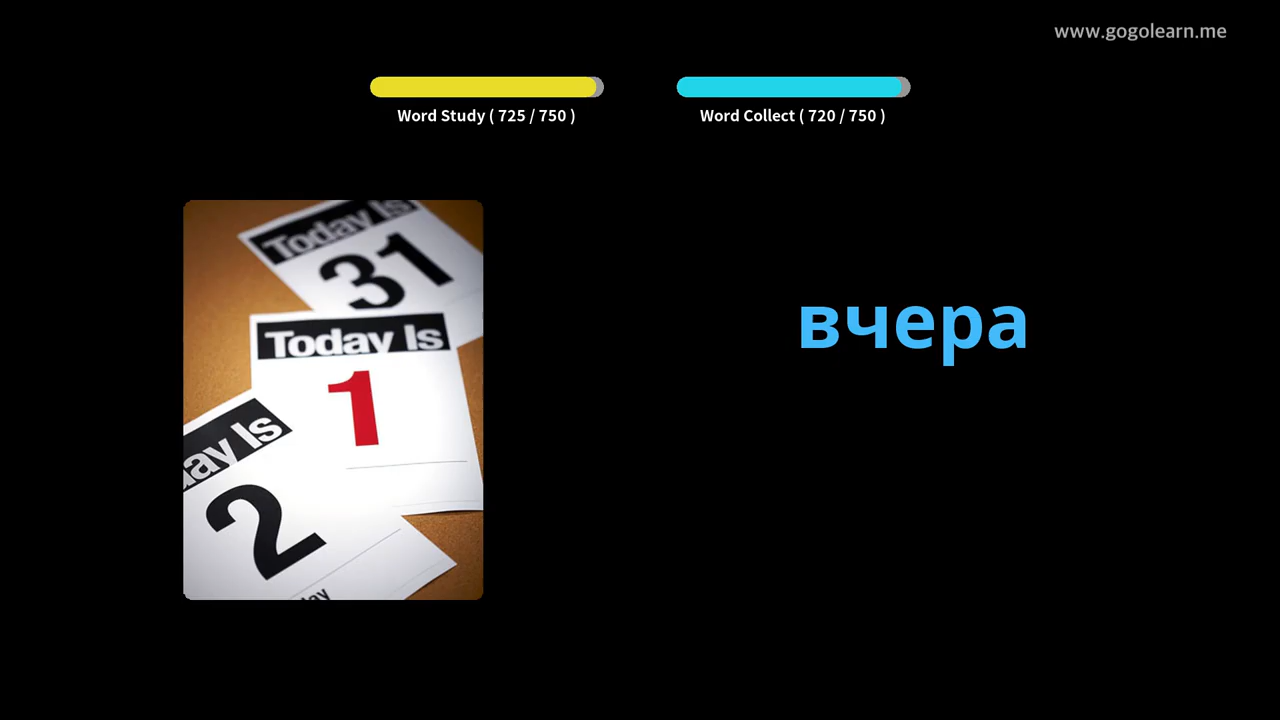 www.gogolearn.me
Word Study ( 725 / 750 )
Word Collect ( 720 / 750 )
Today Is
31
Today Is
1
вчера
ay Is
2